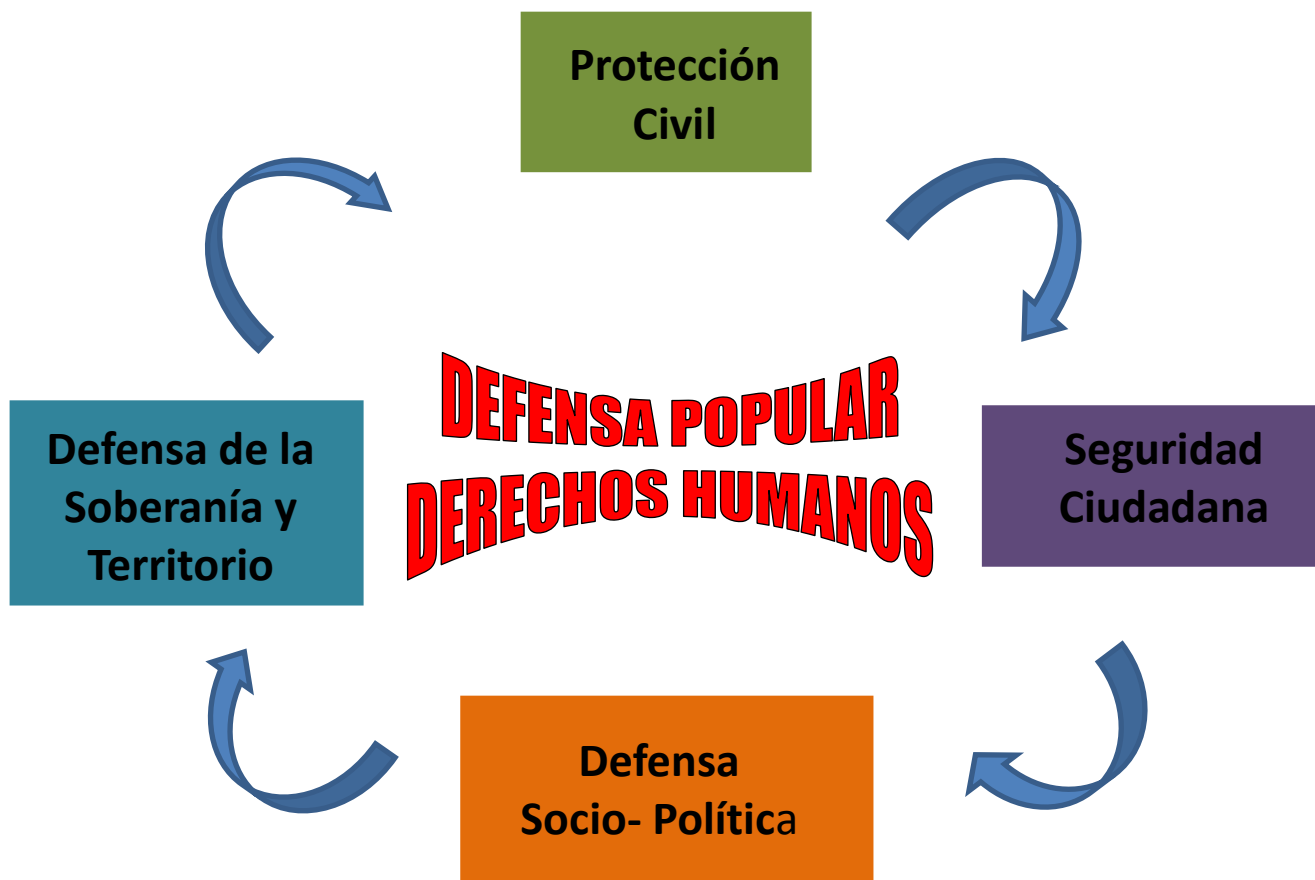 Protección
Civil
DEFENSA POPULAR
DERECHOS HUMANOS
Defensa de la
Soberanía y
Territorio
Seguridad
Ciudadana
Defensa
Socio- Política